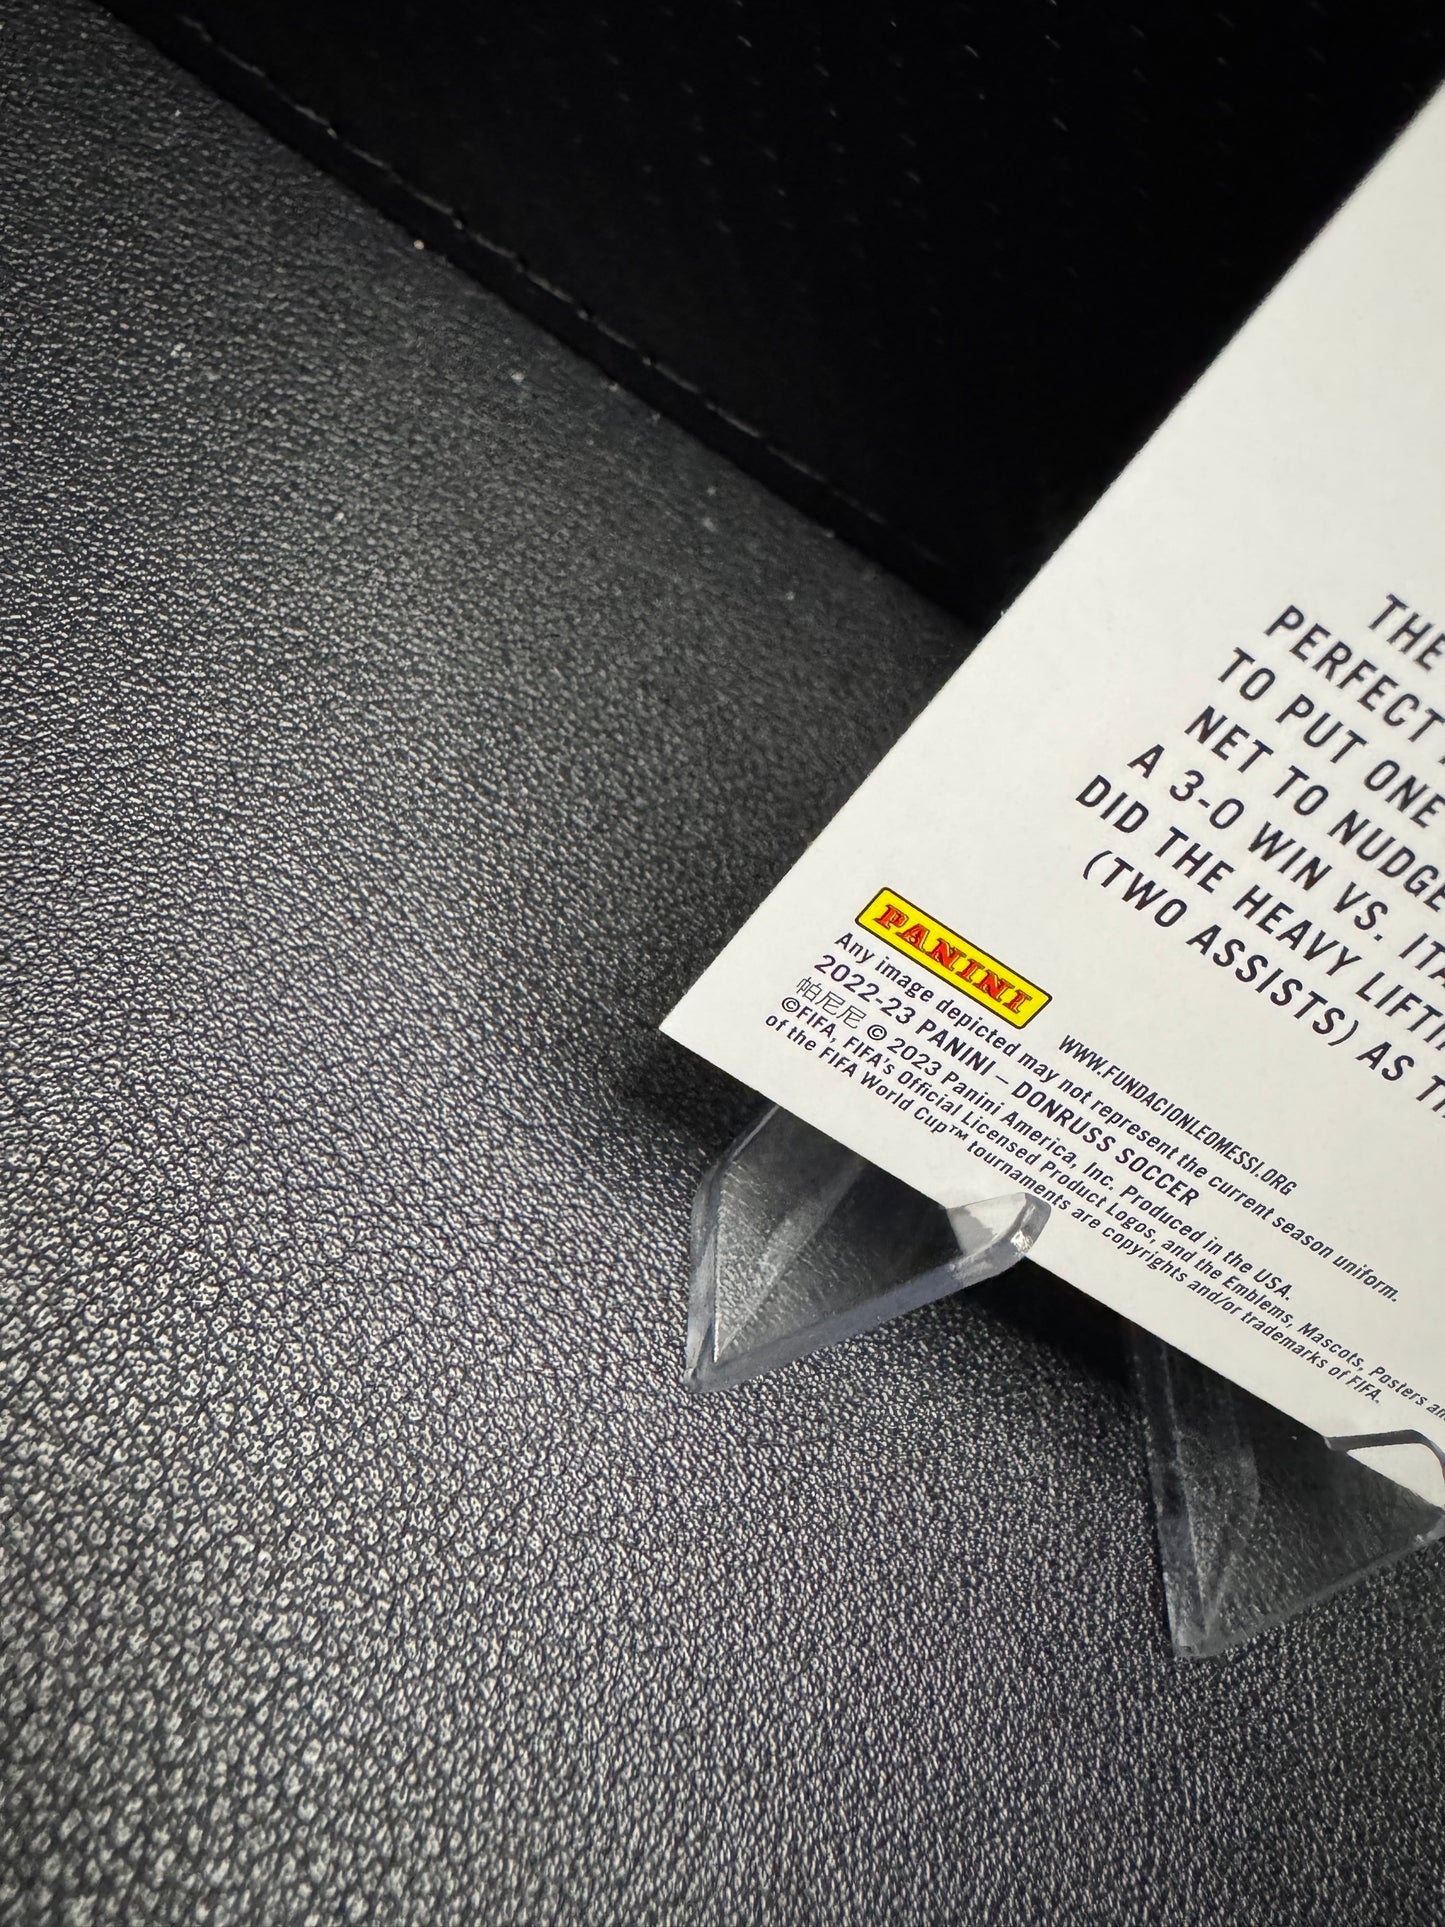 THE
PERFECT
TO PUT ONE
NET TO NUDGE
A 3-0 WIN VS. ITA
DID THE HEAVY LIFTI
(TWO ASSISTS) AS T
PANINI
WWW.FUNDACIONLEOMESSI.ORG
Any image depicted may not represent the current season uniform.
2022-23 PANINI – DONRUSS SOCCER
帕尼尼 © 2023 Panini America, Inc. Produced in the USA.
©FIFA, FIFA's Official Licensed Product Logos, and the Emblems, Mascots, Posters an
of the FIFA World Cup™ tournaments are copyrights and/or trademarks of FIFA.